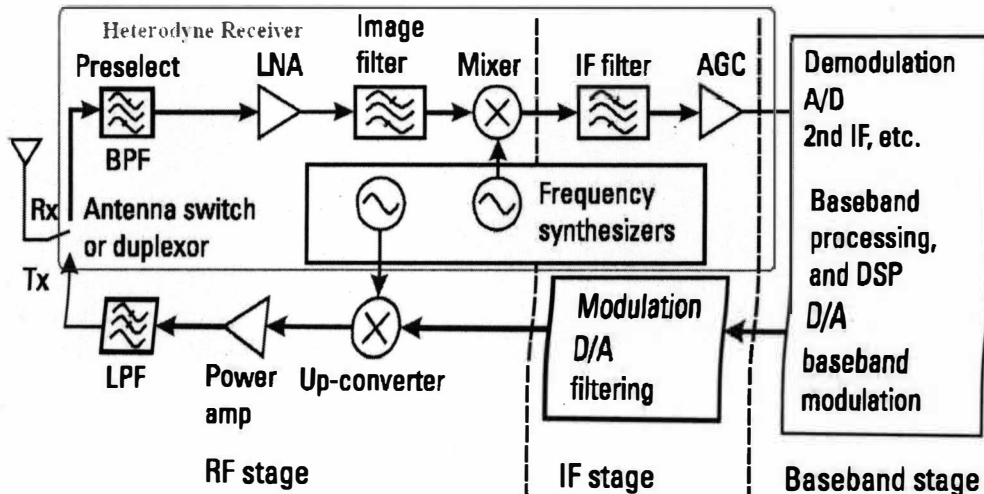 Heterodyne Receiver
Preselect
LNA
Image
filter
Mixer
IF filter
AGC
BPF
Rx
Antenna switch
or duplexor
Tx
Frequency
synthesizers
Demodulation
A/D
2nd IF, etc.
Baseband
processing,
and DSP
D/A
baseband
modulation
LPF
Power
amp
Up-converter
Modulation
D/A
filtering
RF stage
IF stage
Baseband stage